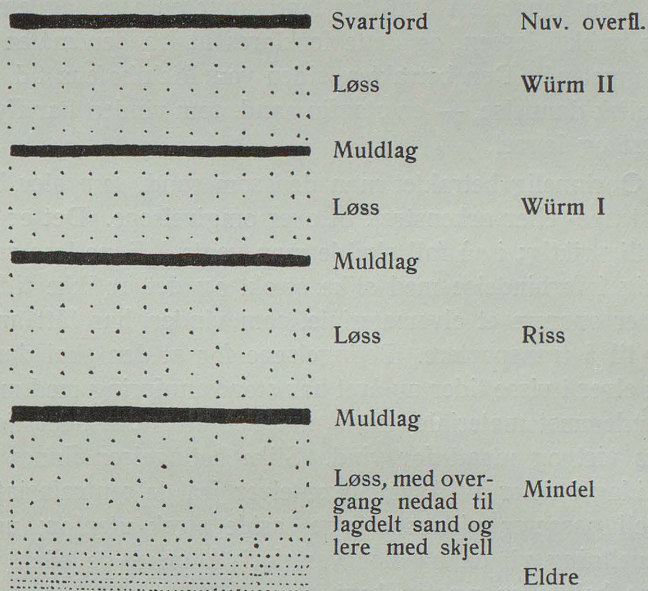 Svartjord Nuv. overfl.
Løss Würm II
Muldlag
Løss Würm I
Muldlag
Løss Riss
Muldlag
Løss, med over-
gang nedad til Mindel
lagdelt sand og
lere med skjell
Eldre